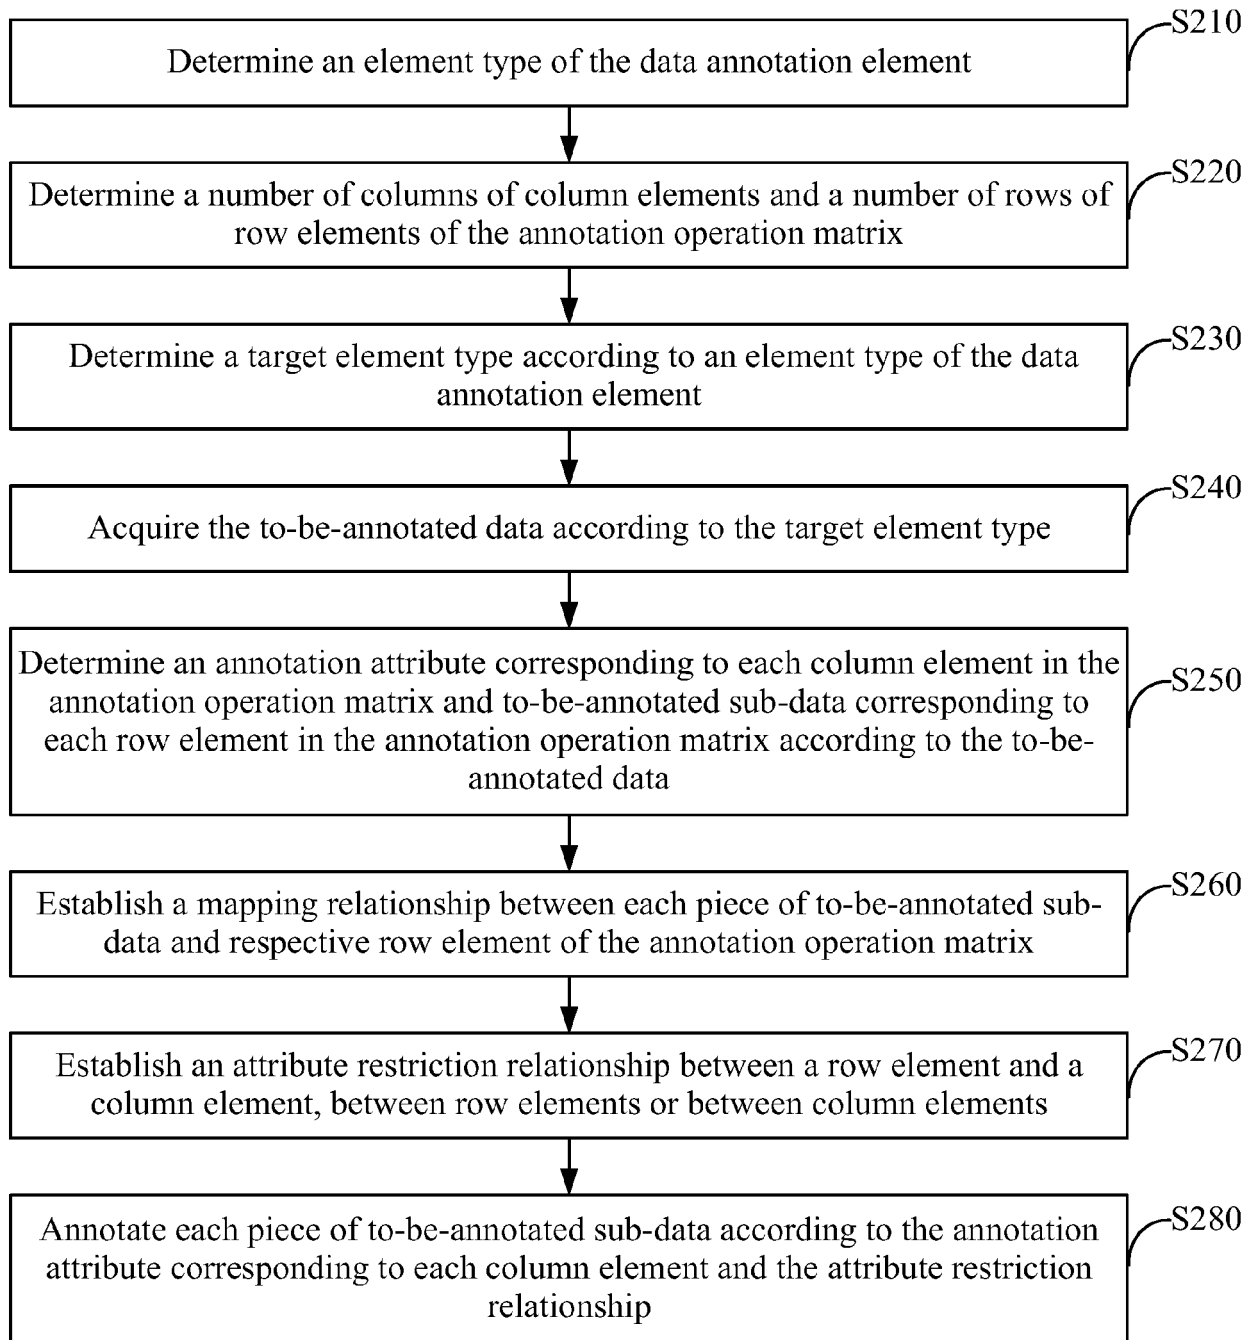 S210
Determine an element type of the data annotation element
S220
Determine a number of columns of column elements and a number of rows of
row elements of the annotation operation matrix
S230
Determine a target element type according to an element type of the data
annotation element
S240
Acquire the to-be-annotated data according to the target element type
S250
Determine an annotation attribute corresponding to each column element in the
annotation operation matrix and to-be-annotated sub-data corresponding to
each row element in the annotation operation matrix according to the to-be-
annotated data
S260
Establish a mapping relationship between each piece of to-be-annotated sub-
data and respective row element of the annotation operation matrix
S270
Establish an attribute restriction relationship between a row element and a
column element, between row elements or between column elements
S280
Annotate each piece of to-be-annotated sub-data according to the annotation
attribute corresponding to each column element and the attribute restriction
relationship